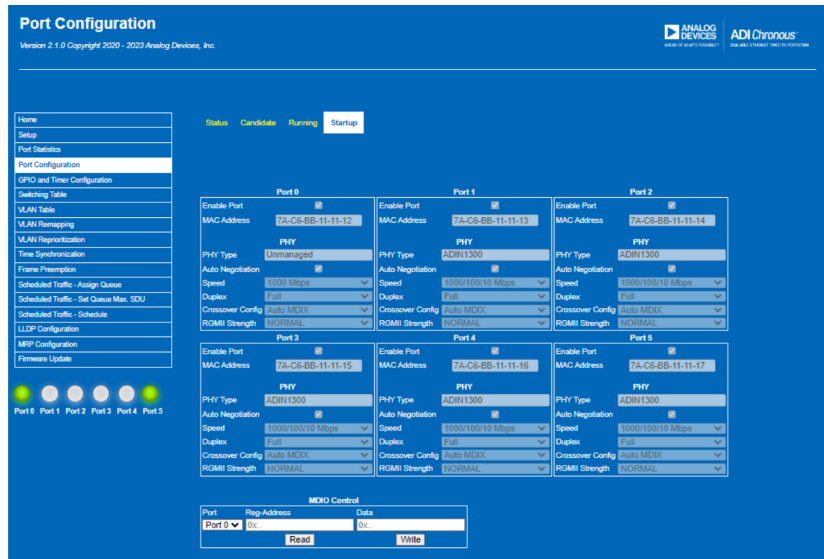 Port Configuration
Version 2.1.0 Copyright 2020 - 2023 Analog Devices, Inc.
ANALOG DEVICES
AHEAD OF WHAT'S POSSIBLE™
ADI Chronous™
SCALABLE ETHERNET TIMED TO PERFECTION
Home
Setup
Port Statistics
Port Configuration
GPIO and Timer Configuration
Switching Table
VLAN Table
VLAN Remapping
VLAN Reprioritization
Time Synchronization
Frame Preemption
Scheduled Traffic - Assign Queue
Scheduled Traffic - Set Queue Max. SDU
Scheduled Traffic - Schedule
LLDP Configuration
MRP Configuration
Firmware Update
Port 0 Port 1 Port 2 Port 3 Port 4 Port 5
Status Candidate Running Startup
Port 0
Enable Port
MAC Address 7A-C6-BB-11-11-12
PHY
PHY Type Unmanaged
Auto Negotiation
Speed 1000 Mbps
Duplex Full
Crossover Config Auto MDIX
RGMII Strength NORMAL
Port 1
Enable Port
MAC Address 7A-C6-BB-11-11-13
PHY
PHY Type ADIN1300
Auto Negotiation
Speed 1000/100/10 Mbps
Duplex Full
Crossover Config Auto MDIX
RGMII Strength NORMAL
Port 2
Enable Port
MAC Address 7A-C6-BB-11-11-14
PHY
PHY Type ADIN1300
Auto Negotiation
Speed 1000/100/10 Mbps
Duplex Full
Crossover Config Auto MDIX
RGMII Strength NORMAL
Port 3
Enable Port
MAC Address 7A-C6-BB-11-11-15
PHY
PHY Type ADIN1300
Auto Negotiation
Speed 1000/100/10 Mbps
Duplex Full
Crossover Config Auto MDIX
RGMII Strength NORMAL
Port 4
Enable Port
MAC Address 7A-C6-BB-11-11-16
PHY
PHY Type ADIN1300
Auto Negotiation
Speed 1000/100/10 Mbps
Duplex Full
Crossover Config Auto MDIX
RGMII Strength NORMAL
Port 5
Enable Port
MAC Address 7A-C6-BB-11-11-17
PHY
PHY Type ADIN1300
Auto Negotiation
Speed 1000/100/10 Mbps
Duplex Full
Crossover Config Auto MDIX
RGMII Strength NORMAL
MDIO Control
Port Reg-Address Data
Port 0 0x.. 0x..
Read Write